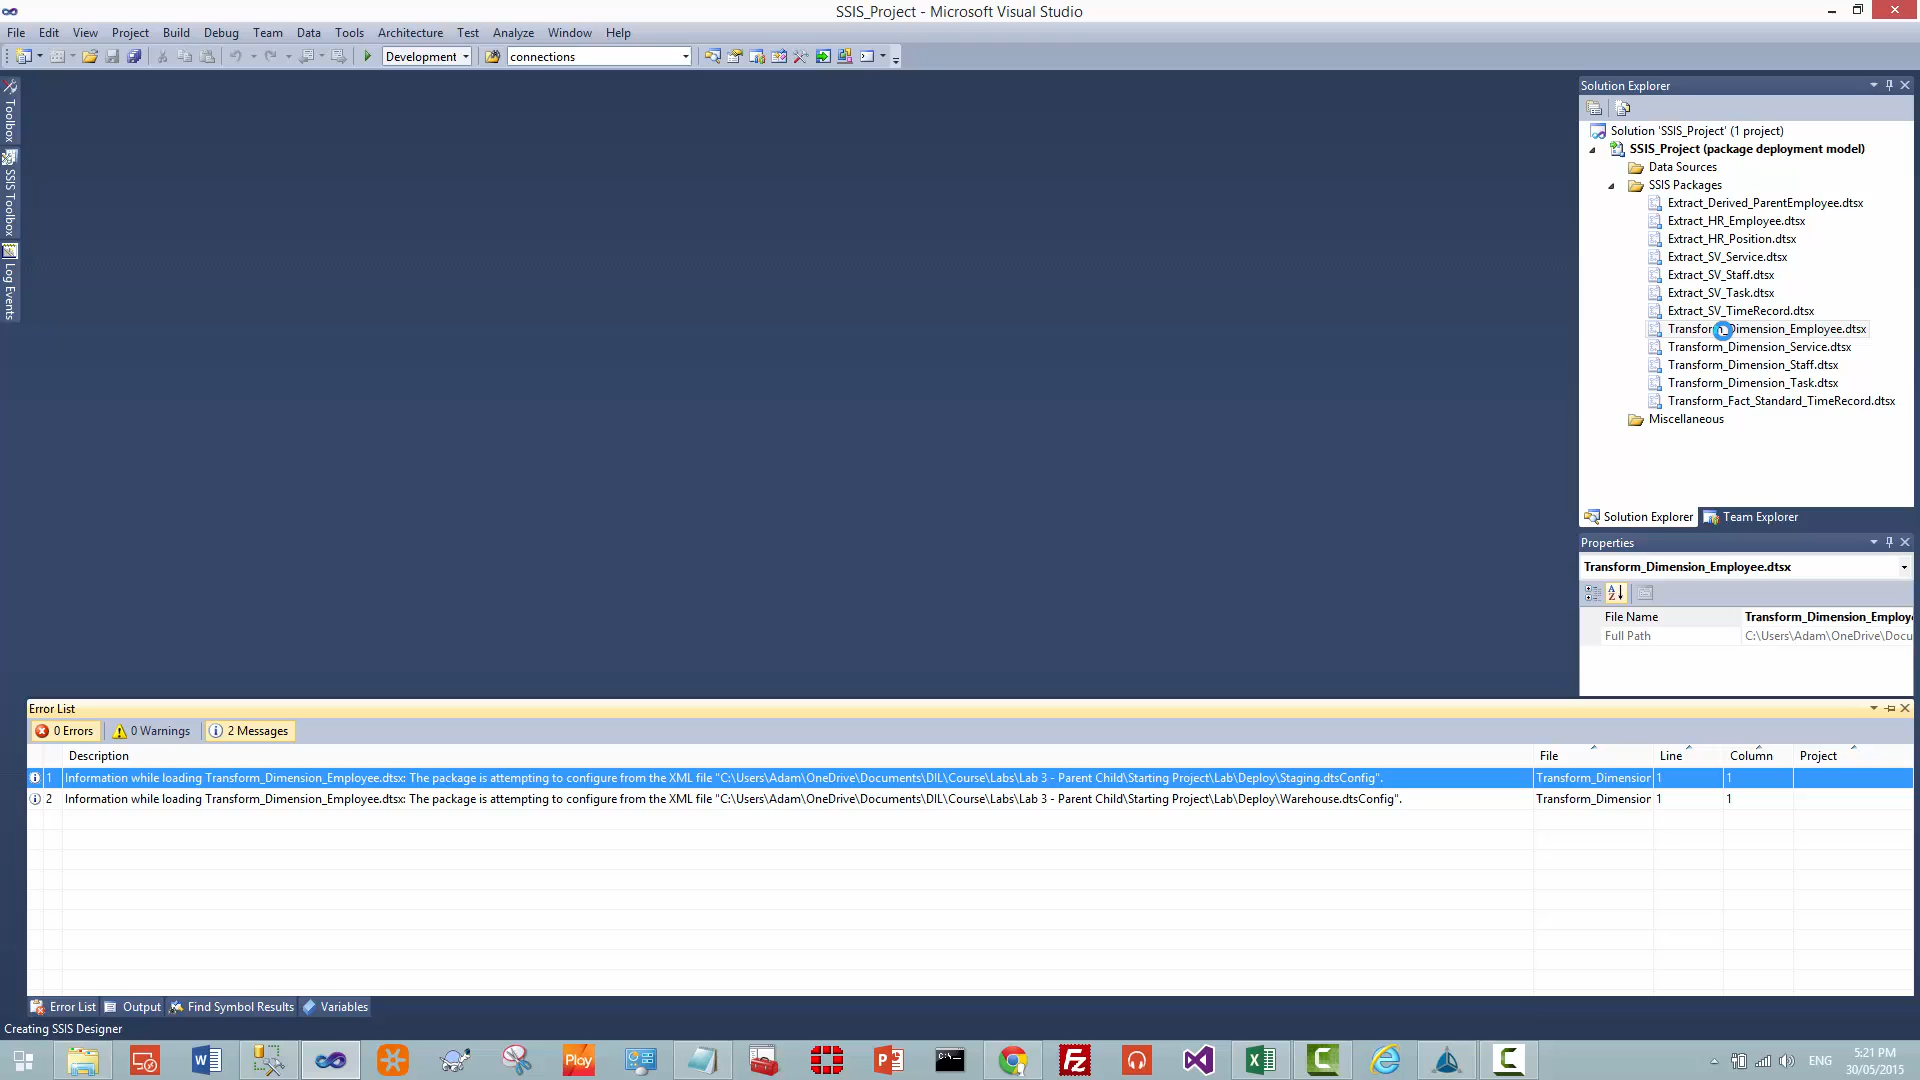 SSIS_Project - Microsoft Visual Studio
File Edit View Project Build Debug Team Data Tools Architecture Test Analyze Window Help
Development connections
Toolbox
SSIS Toolbox
Log Events
Solution Explorer
Solution 'SSIS_Project' (1 project)
SSIS_Project (package deployment model)
Data Sources
SSIS Packages
Extract_Derived_ParentEmployee.dtsx
Extract_HR_Employee.dtsx
Extract_HR_Position.dtsx
Extract_SV_Service.dtsx
Extract_SV_Staff.dtsx
Extract_SV_Task.dtsx
Extract_SV_TimeRecord.dtsx
Transform_Dimension_Employee.dtsx
Transform_Dimension_Service.dtsx
Transform_Dimension_Staff.dtsx
Transform_Dimension_Task.dtsx
Transform_Fact_Standard_TimeRecord.dtsx
Miscellaneous
Solution Explorer Team Explorer
Properties
Transform_Dimension_Employee.dtsx
File Name Transform_Dimension_Employe
Full Path C:\Users\Adam\OneDrive\Docu
Error List
0 Errors 0 Warnings 2 Messages
Description File Line Column Project
1 Information while loading Transform_Dimension_Employee.dtsx: The package is attempting to configure from the XML file "C:\Users\Adam\OneDrive\Documents\DIL\Course\Labs\Lab 3 - Parent Child\Starting Project\Lab\Deploy\Staging.dtsConfig". Transform_Dimension 1 1
2 Information while loading Transform_Dimension_Employee.dtsx: The package is attempting to configure from the XML file "C:\Users\Adam\OneDrive\Documents\DIL\Course\Labs\Lab 3 - Parent Child\Starting Project\Lab\Deploy\Warehouse.dtsConfig". Transform_Dimension 1 1
Error List Output Find Symbol Results Variables
Creating SSIS Designer
Play
ENG
5:21 PM
30/05/2015